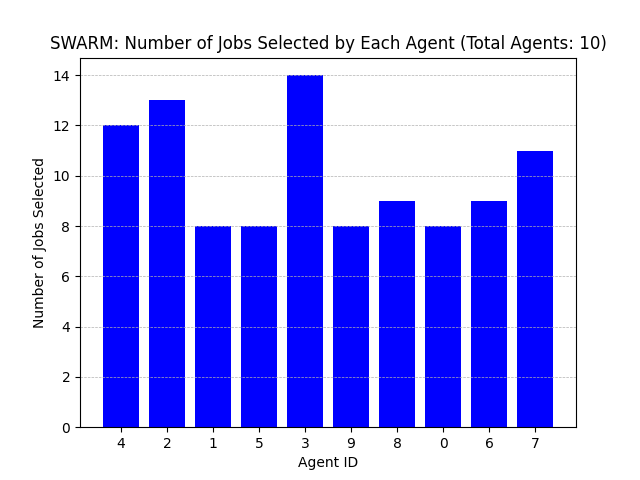 SWARM: Number of Jobs Selected by Each Agent (Total Agents: 10)
Number of Jobs Selected
14
12
10
8
6
4
2
0
4 2 1 5 3 9 8 0 6 7
Agent ID